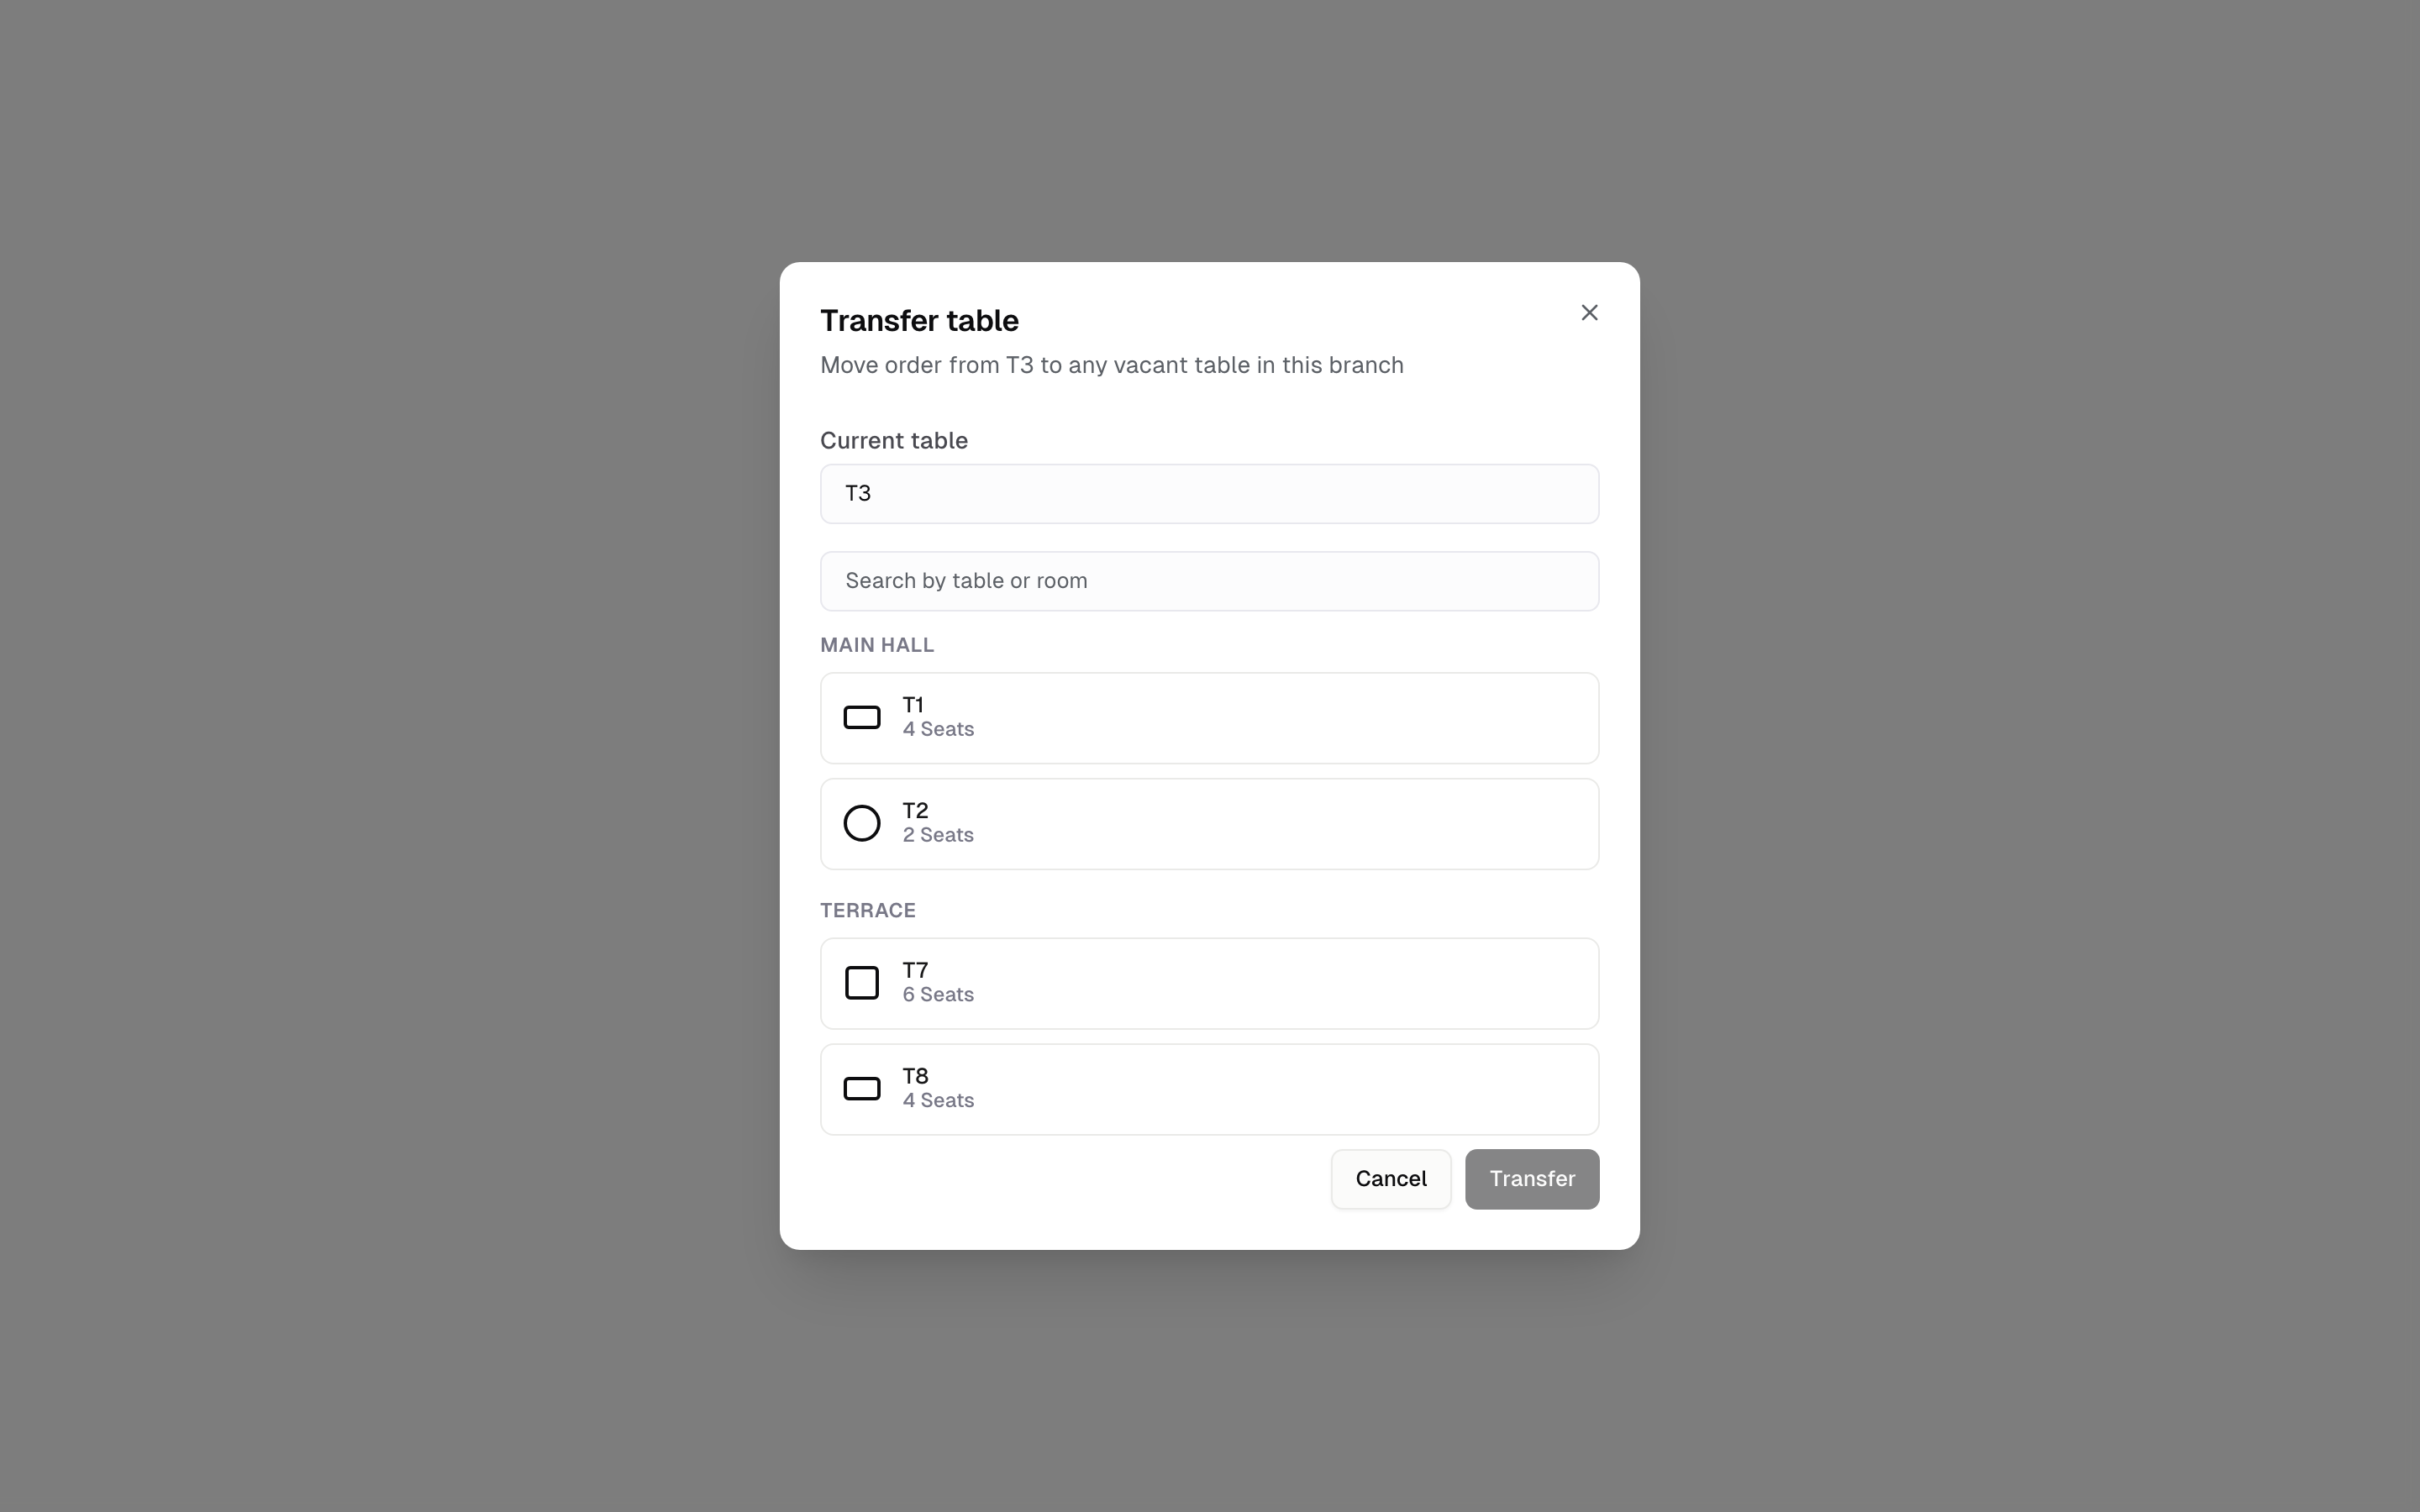 Transfer table
Move order from T3 to any vacant table in this branch
Current table
T3
Search by table or room
MAIN HALL
T1
4 Seats
T2
2 Seats
TERRACE
T7
6 Seats
T8
4 Seats
Cancel
Transfer